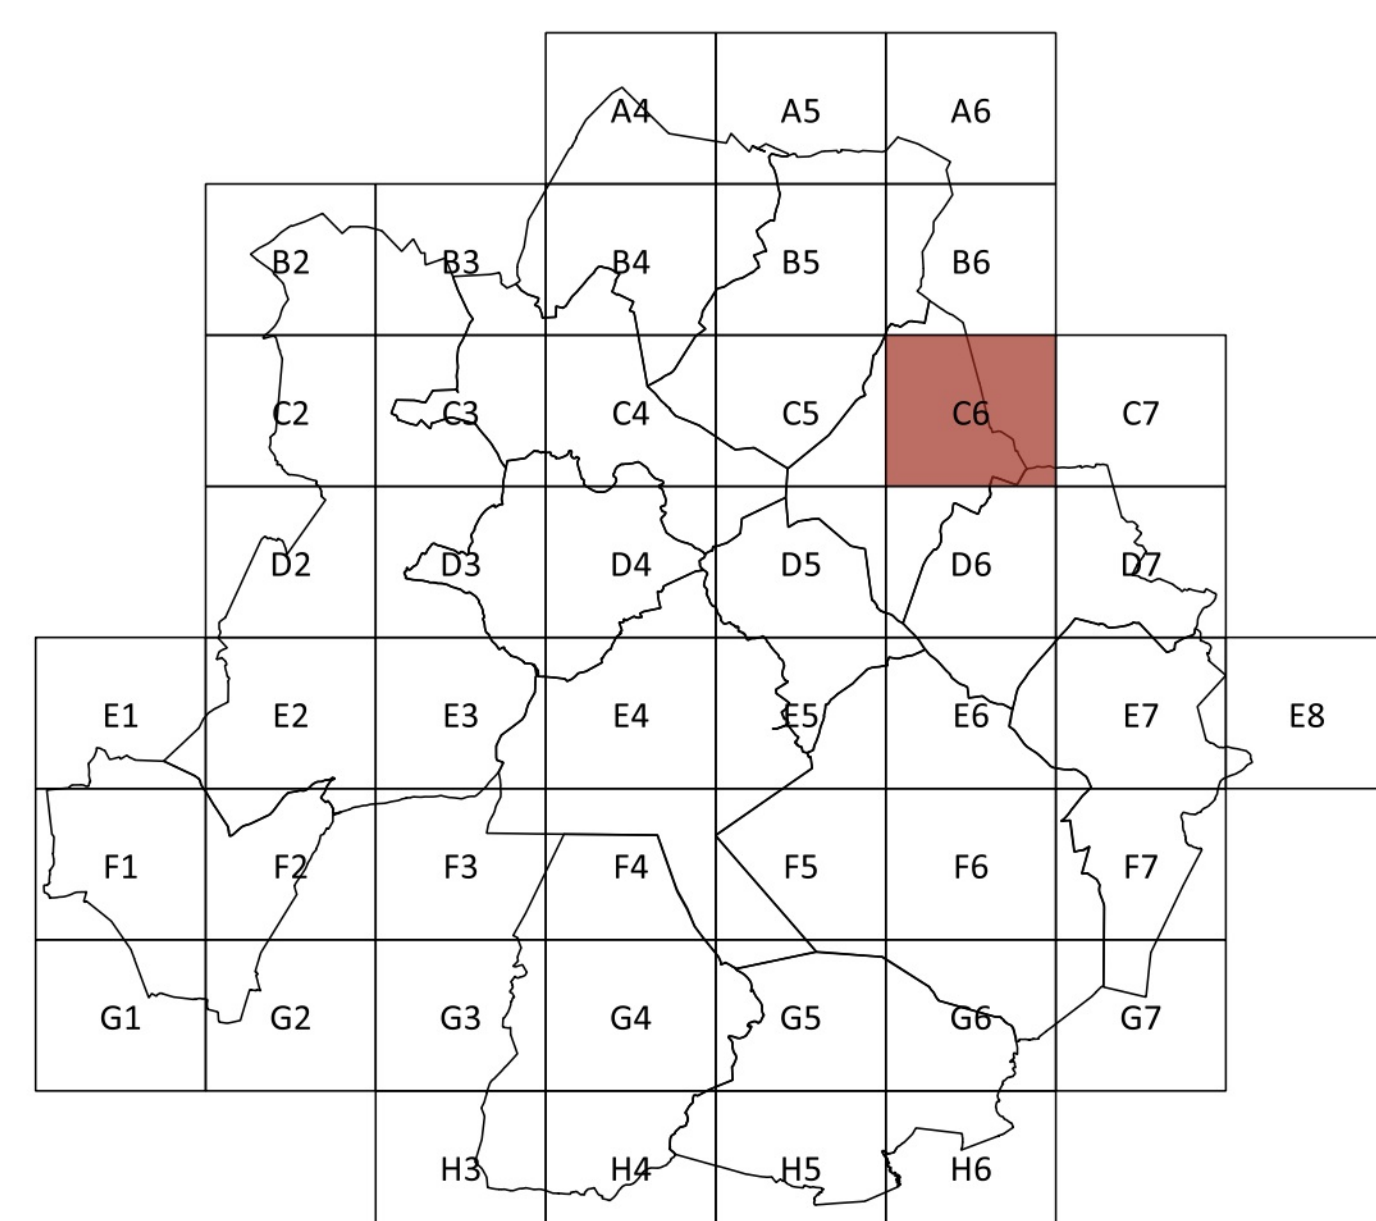 A4 A5 A6
B2 B3 B4 B5 B6
C2 C3 C4 C5 C6 C7
D2 D3 D4 D5 D6 D7
E1 E2 E3 E4 E5 E6 E7 E8
F1 F2 F3 F4 F5 F6 F7
G1 G2 G3 G4 G5 G6 G7
H3 H4 H5 H6